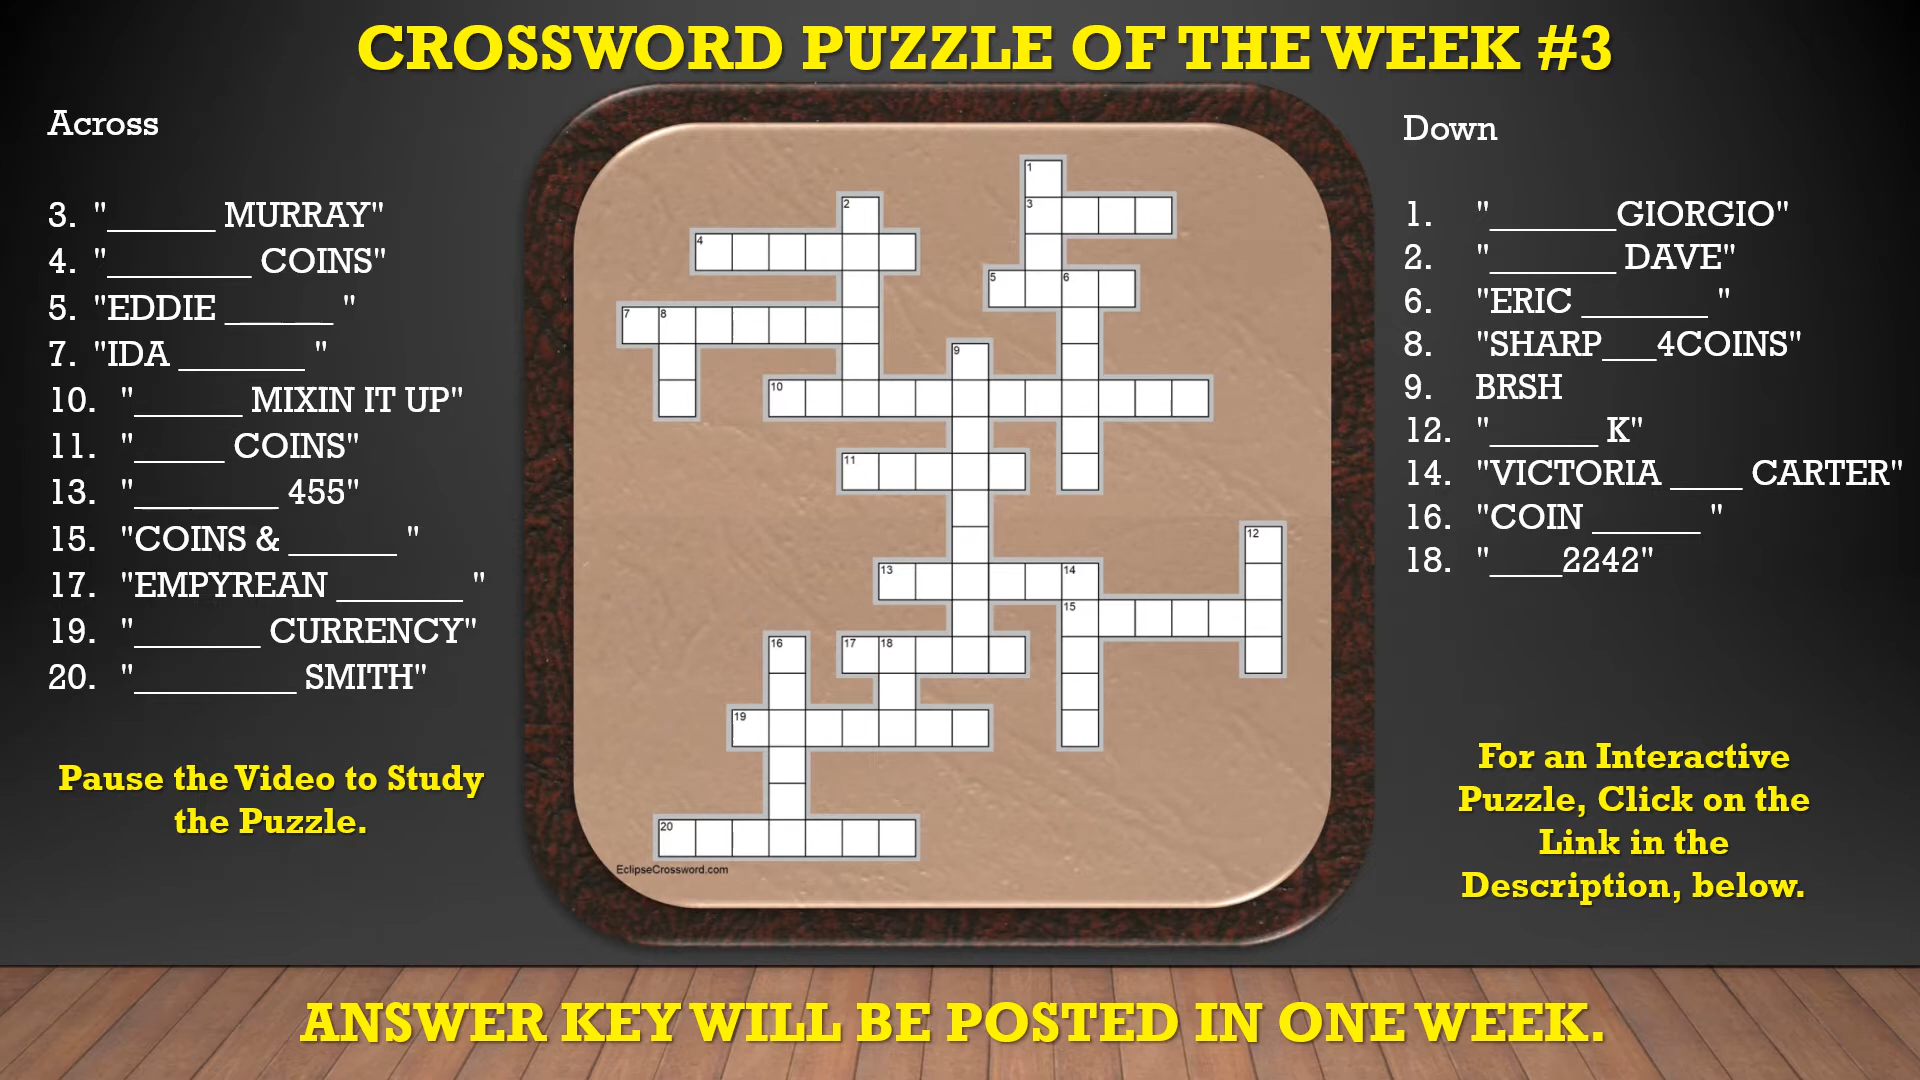 CROSSWORD PUZZLE OF THE WEEK #3
Across
3. "______ MURRAY"
4. "________ COINS"
5. "EDDIE ______ "
7. "IDA _______ "
10. "______ MIXIN IT UP"
11. "_____ COINS"
13. "________ 455"
15. "COINS & ______ "
17. "EMPYREAN _______ "
19. "_______ CURRENCY"
20. "_________ SMITH"
Pause the Video to Study
the Puzzle.
1
2
3
4
5
6
7
8
9
10
11
12
13
14
15
16
17
18
19
20
EclipseCrossword.com
Down
1. "_______GIORGIO"
2. "_______ DAVE"
6. "ERIC _______ "
8. "SHARP___4COINS"
9. BRSH
12. "______ K"
14. "VICTORIA ____ CARTER"
16. "COIN ______ "
18. "____2242"
For an Interactive
Puzzle, Click on the
Link in the
Description, below.
ANSWER KEY WILL BE POSTED IN ONE WEEK.